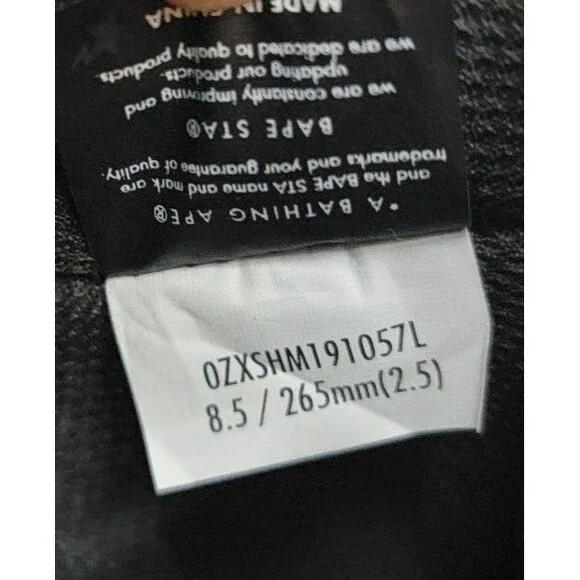 * A BATHING APE®
and the BAPE STA name and mark are
trademarks and your guarantee of quality.
BAPE STA®
we are constantly improving and
updating our products.
we are dedicated to quality products.
MADE IN CHINA
0ZXSHM191057L
8.5 / 265mm(2.5)